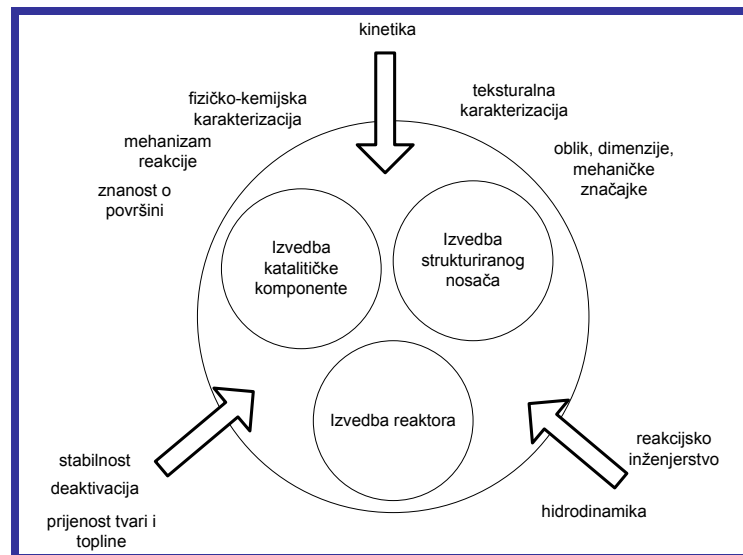 kinetika
fizičko-kemijska
karakterizacija
mehanizam
reakcije
znanost o
površini
teksturalna
karakterizacija
oblik, dimenzije,
mehaničke
značajke
Izvedba
katalitičke
komponente
Izvedba
strukturiranog
nosača
Izvedba reaktora
stabilnost
deaktivacija
prijenost tvari i
topline
reakcijsko
inženjerstvo
hidrodinamika